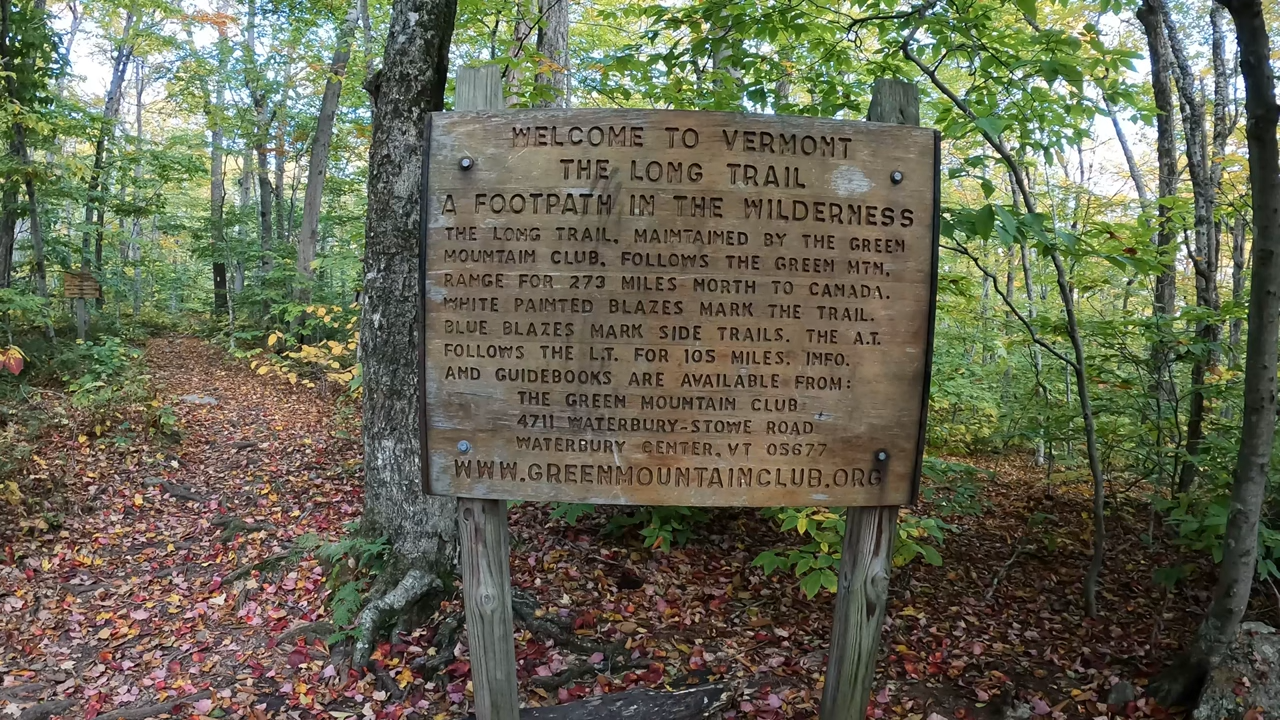 WELCOME TO VERMONT
THE LONG TRAIL
A FOOTPATH IN THE WILDERNESS
THE LONG TRAIL, MAINTAINED BY THE GREEN
MOUNTAIN CLUB, FOLLOWS THE GREEN MTN.
RANGE FOR 273 MILES NORTH TO CANADA.
WHITE PAINTED BLAZES MARK THE TRAIL.
BLUE BLAZES MARK SIDE TRAILS. THE A.T.
FOLLOWS THE L.T. FOR 105 MILES. INFO.
AND GUIDEBOOKS ARE AVAILABLE FROM:
THE GREEN MOUNTAIN CLUB
4711 WATERBURY-STOWE ROAD
WATERBURY CENTER, VT 05677
WWW.GREENMOUNTAINCLUB.ORG